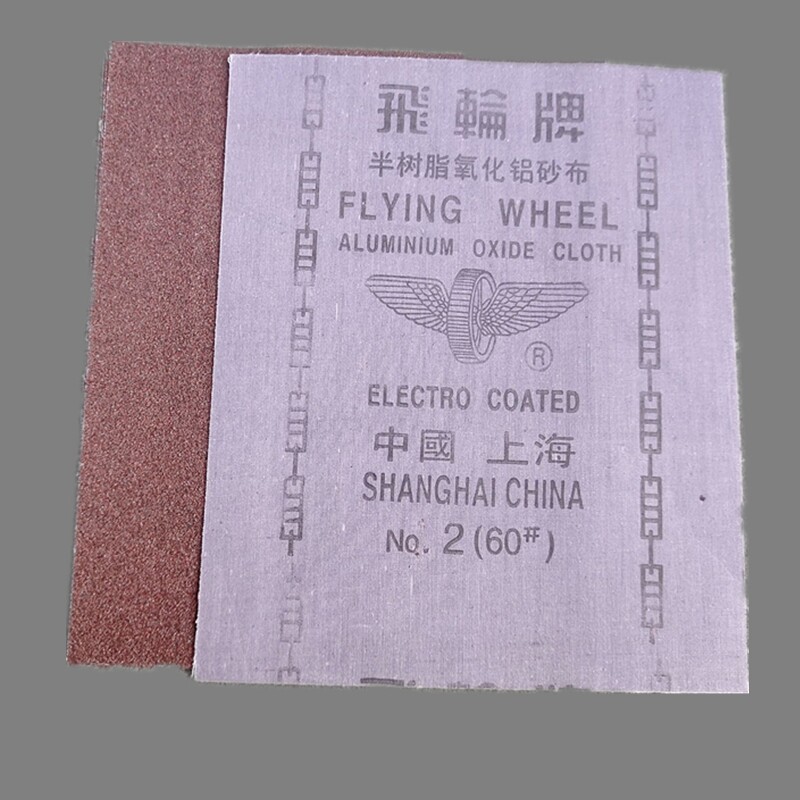 飛輪牌
半树脂氧化铝砂布
FLYING WHEEL
ALUMINIUM OXIDE CLOTH
®
ELECTRO COATED
中國 上海
SHANGHAI CHINA
No. 2 (60#)